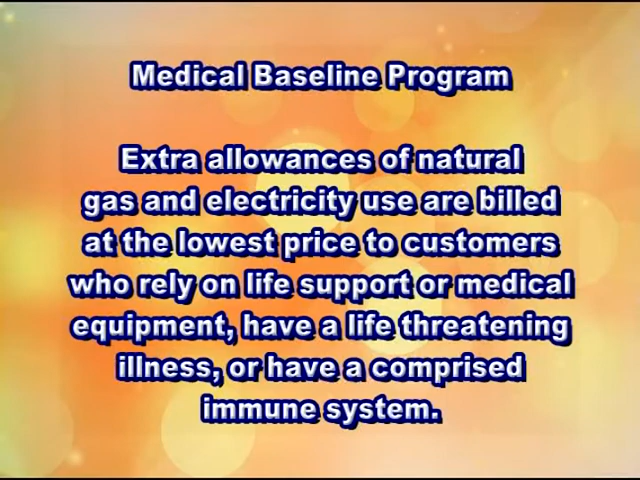 Medical Baseline Program
Extra allowances of natural
gas and electricity use are billed
at the lowest price to customers
who rely on life support or medical
equipment, have a life threatening
illness, or have a comprised
immune system.